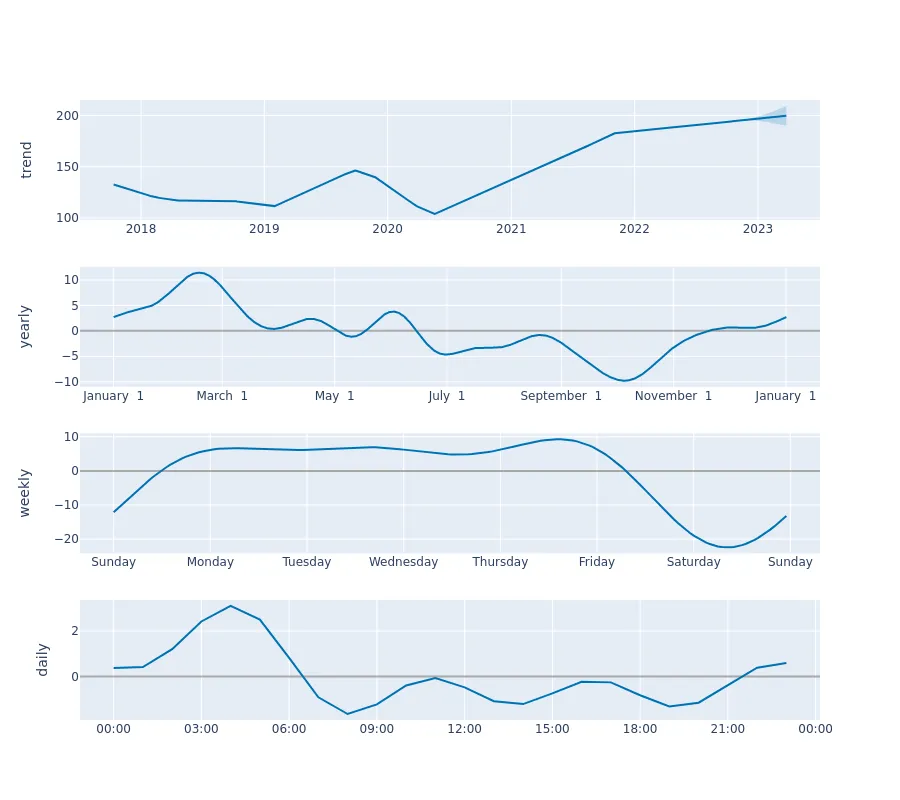 trend
200
150
100
2018 2019 2020 2021 2022 2023
yearly
10
5
0
−5
−10
January 1 March 1 May 1 July 1 September 1 November 1 January 1
weekly
10
0
−10
−20
Sunday Monday Tuesday Wednesday Thursday Friday Saturday Sunday
daily
2
0
00:00 03:00 06:00 09:00 12:00 15:00 18:00 21:00 00:00